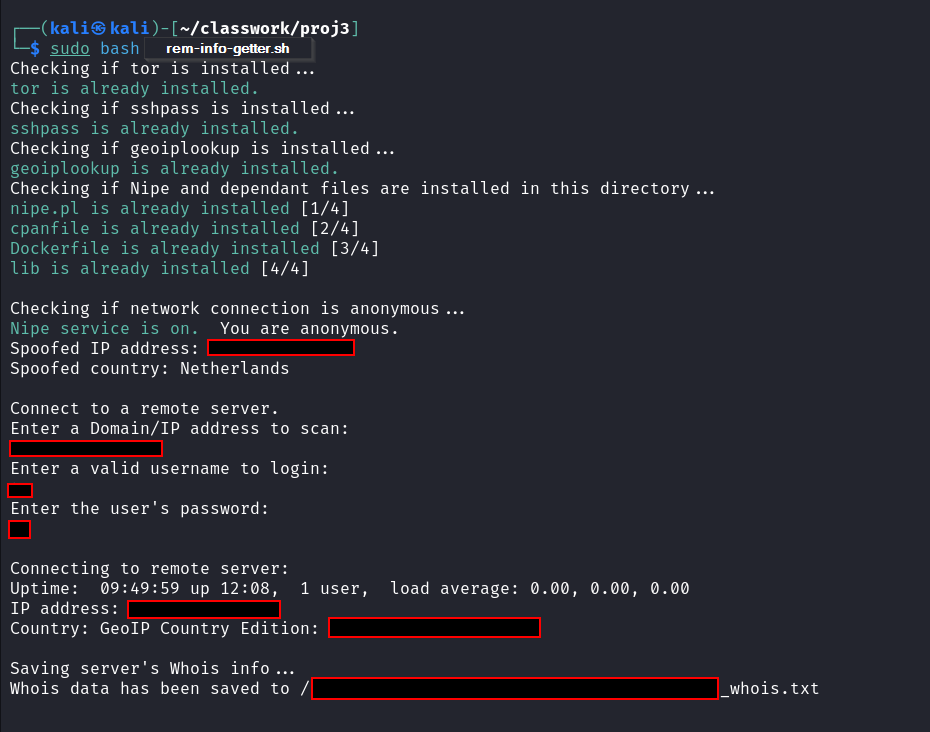 ┌──(kali㉿kali)-[~/classwork/proj3]
└─$ sudo bash rem-info-getter.sh
Checking if tor is installed...
tor is already installed.
Checking if sshpass is installed...
sshpass is already installed.
Checking if geoiplookup is installed...
geoiplookup is already installed.
Checking if Nipe and dependant files are installed in this directory...
nipe.pl is already installed [1/4]
cpanfile is already installed [2/4]
Dockerfile is already installed [3/4]
lib is already installed [4/4]
Checking if network connection is anonymous...
Nipe service is on.  You are anonymous.
Spoofed IP address:
Spoofed country: Netherlands
Connect to a remote server.
Enter a Domain/IP address to scan:
Enter a valid username to login:
Enter the user's password:
Connecting to remote server:
Uptime:  09:49:59 up 12:08,  1 user,  load average: 0.00, 0.00, 0.00
IP address:
Country: GeoIP Country Edition:
Saving server's Whois info...
Whois data has been saved to / _whois.txt